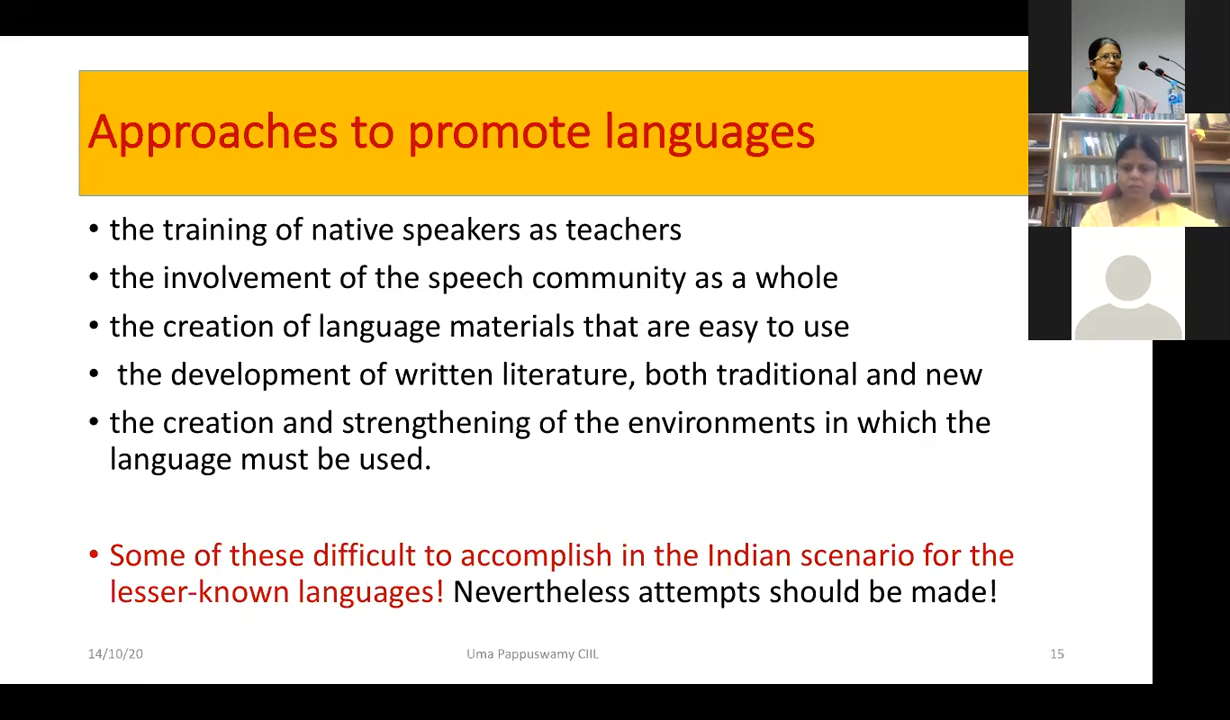 Approaches to promote languages
• the training of native speakers as teachers
• the involvement of the speech community as a whole
• the creation of language materials that are easy to use
• the development of written literature, both traditional and new
• the creation and strengthening of the environments in which the
language must be used.
• Some of these difficult to accomplish in the Indian scenario for the
lesser-known languages! Nevertheless attempts should be made!
14/10/20
Uma Pappuswamy CIIL
15